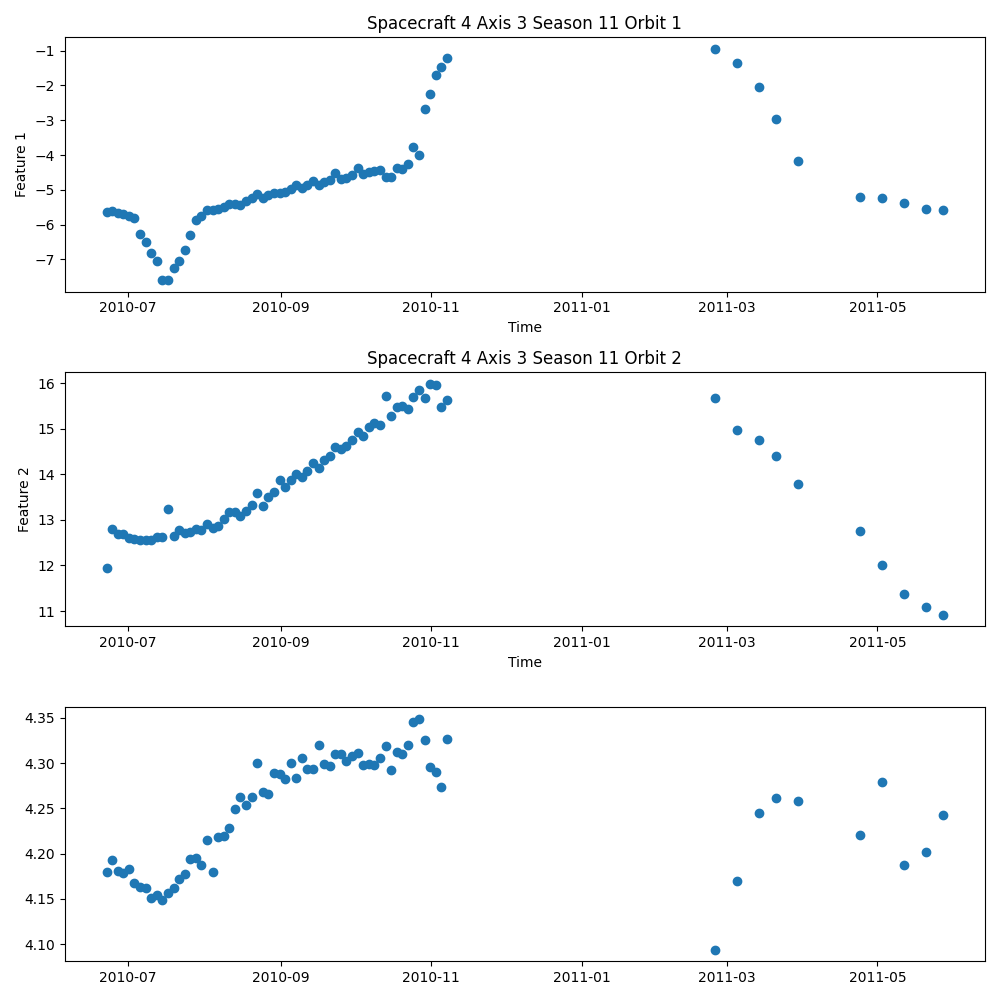 Spacecraft 4 Axis 3 Season 11 Orbit 1
−1
−2
−3
−4
−5
−6
−7
Feature 1
2010-07 2010-09 2010-11 2011-01 2011-03 2011-05
Time
Spacecraft 4 Axis 3 Season 11 Orbit 2
16
15
14
13
12
11
Feature 2
2010-07 2010-09 2010-11 2011-01 2011-03 2011-05
Time
4.35
4.30
4.25
4.20
4.15
4.10
2010-07 2010-09 2010-11 2011-01 2011-03 2011-05